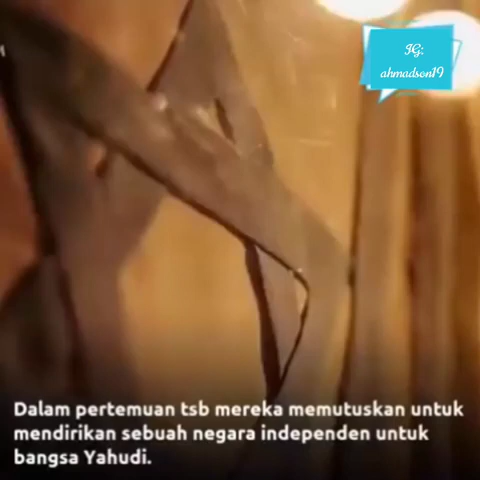 IG:
ahmadson19
Dalam pertemuan tsb mereka memutuskan untuk
mendirikan sebuah negara independen untuk
bangsa Yahudi.